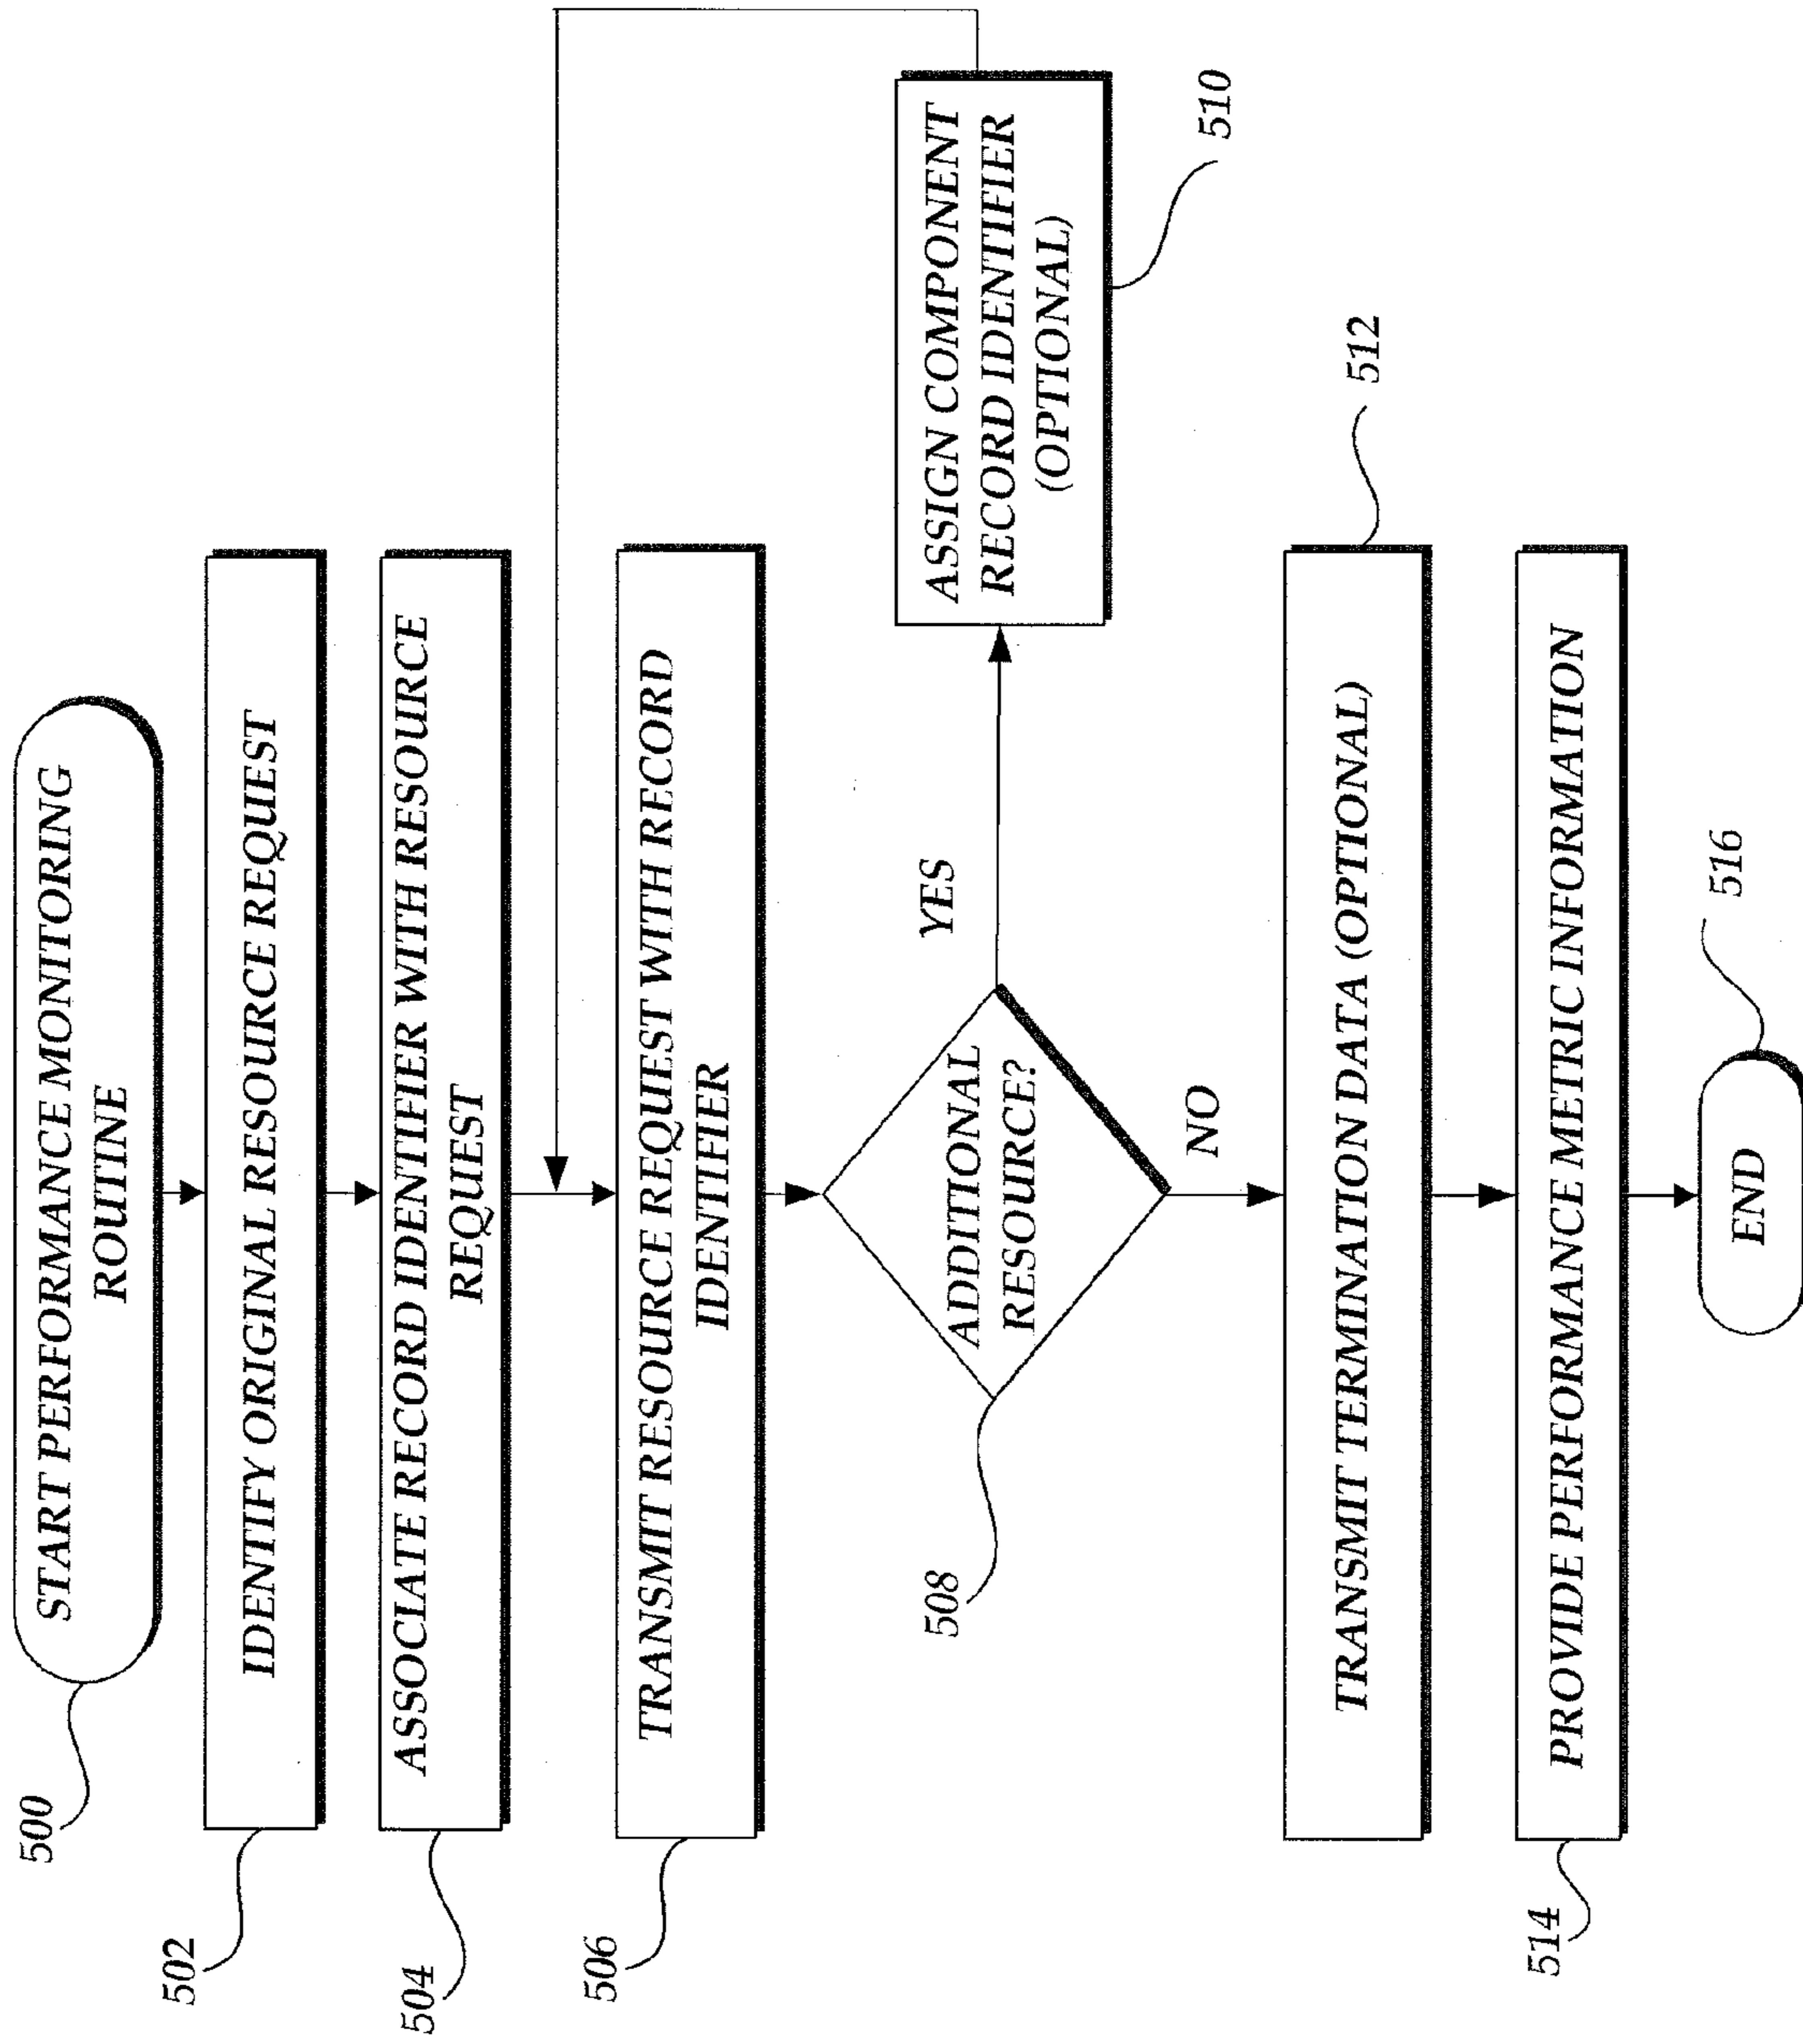 500
START PERFORMANCE MONITORING
ROUTINE
502
IDENTIFY ORIGINAL RESOURCE REQUEST
504
ASSOCIATE RECORD IDENTIFIER WITH RESOURCE
REQUEST
506
TRANSMIT RESOURCE REQUEST WITH RECORD
IDENTIFIER
508
ADDITIONAL
RESOURCE?
YES
ASSIGN COMPONENT
RECORD IDENTIFIER
(OPTIONAL)
510
NO
512
TRANSMIT TERMINATION DATA (OPTIONAL)
514
PROVIDE PERFORMANCE METRIC INFORMATION
516
END